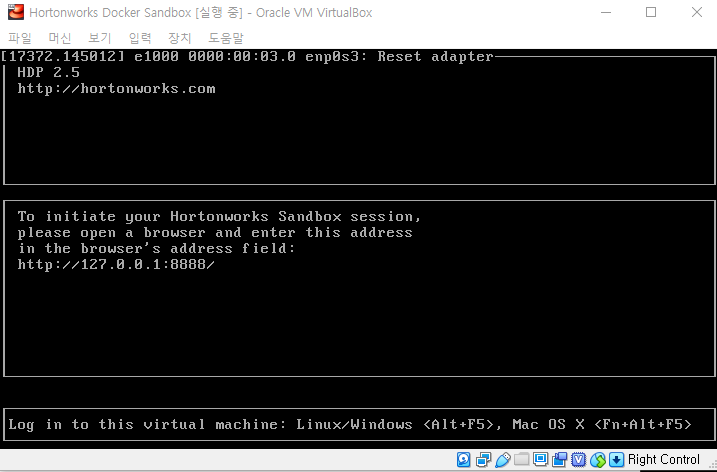 Hortonworks Docker Sandbox [실행 중] - Oracle VM VirtualBox
파일 머신 보기 입력 장치 도움말
[17372.145012] e1000 0000:00:03.0 enp0s3: Reset adapter
HDP 2.5
http://hortonworks.com
To initiate your Hortonworks Sandbox session,
please open a browser and enter this address
in the browser's address field:
http://127.0.0.1:8888/
Log in to this virtual machine: Linux/Windows <Alt+F5>, Mac OS X <Fn+Alt+F5>
Right Control